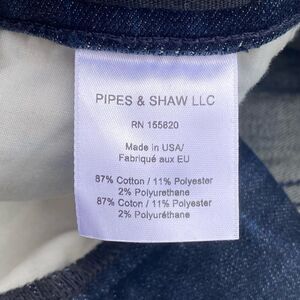 PIPES & SHAW LLC
RN 155820
Made in USA/
Fabriqué aux EU
87% Cotton / 11% Polyester
2% Polyurethane
87% Coton / 11% Polyester
2% Polyuréthane